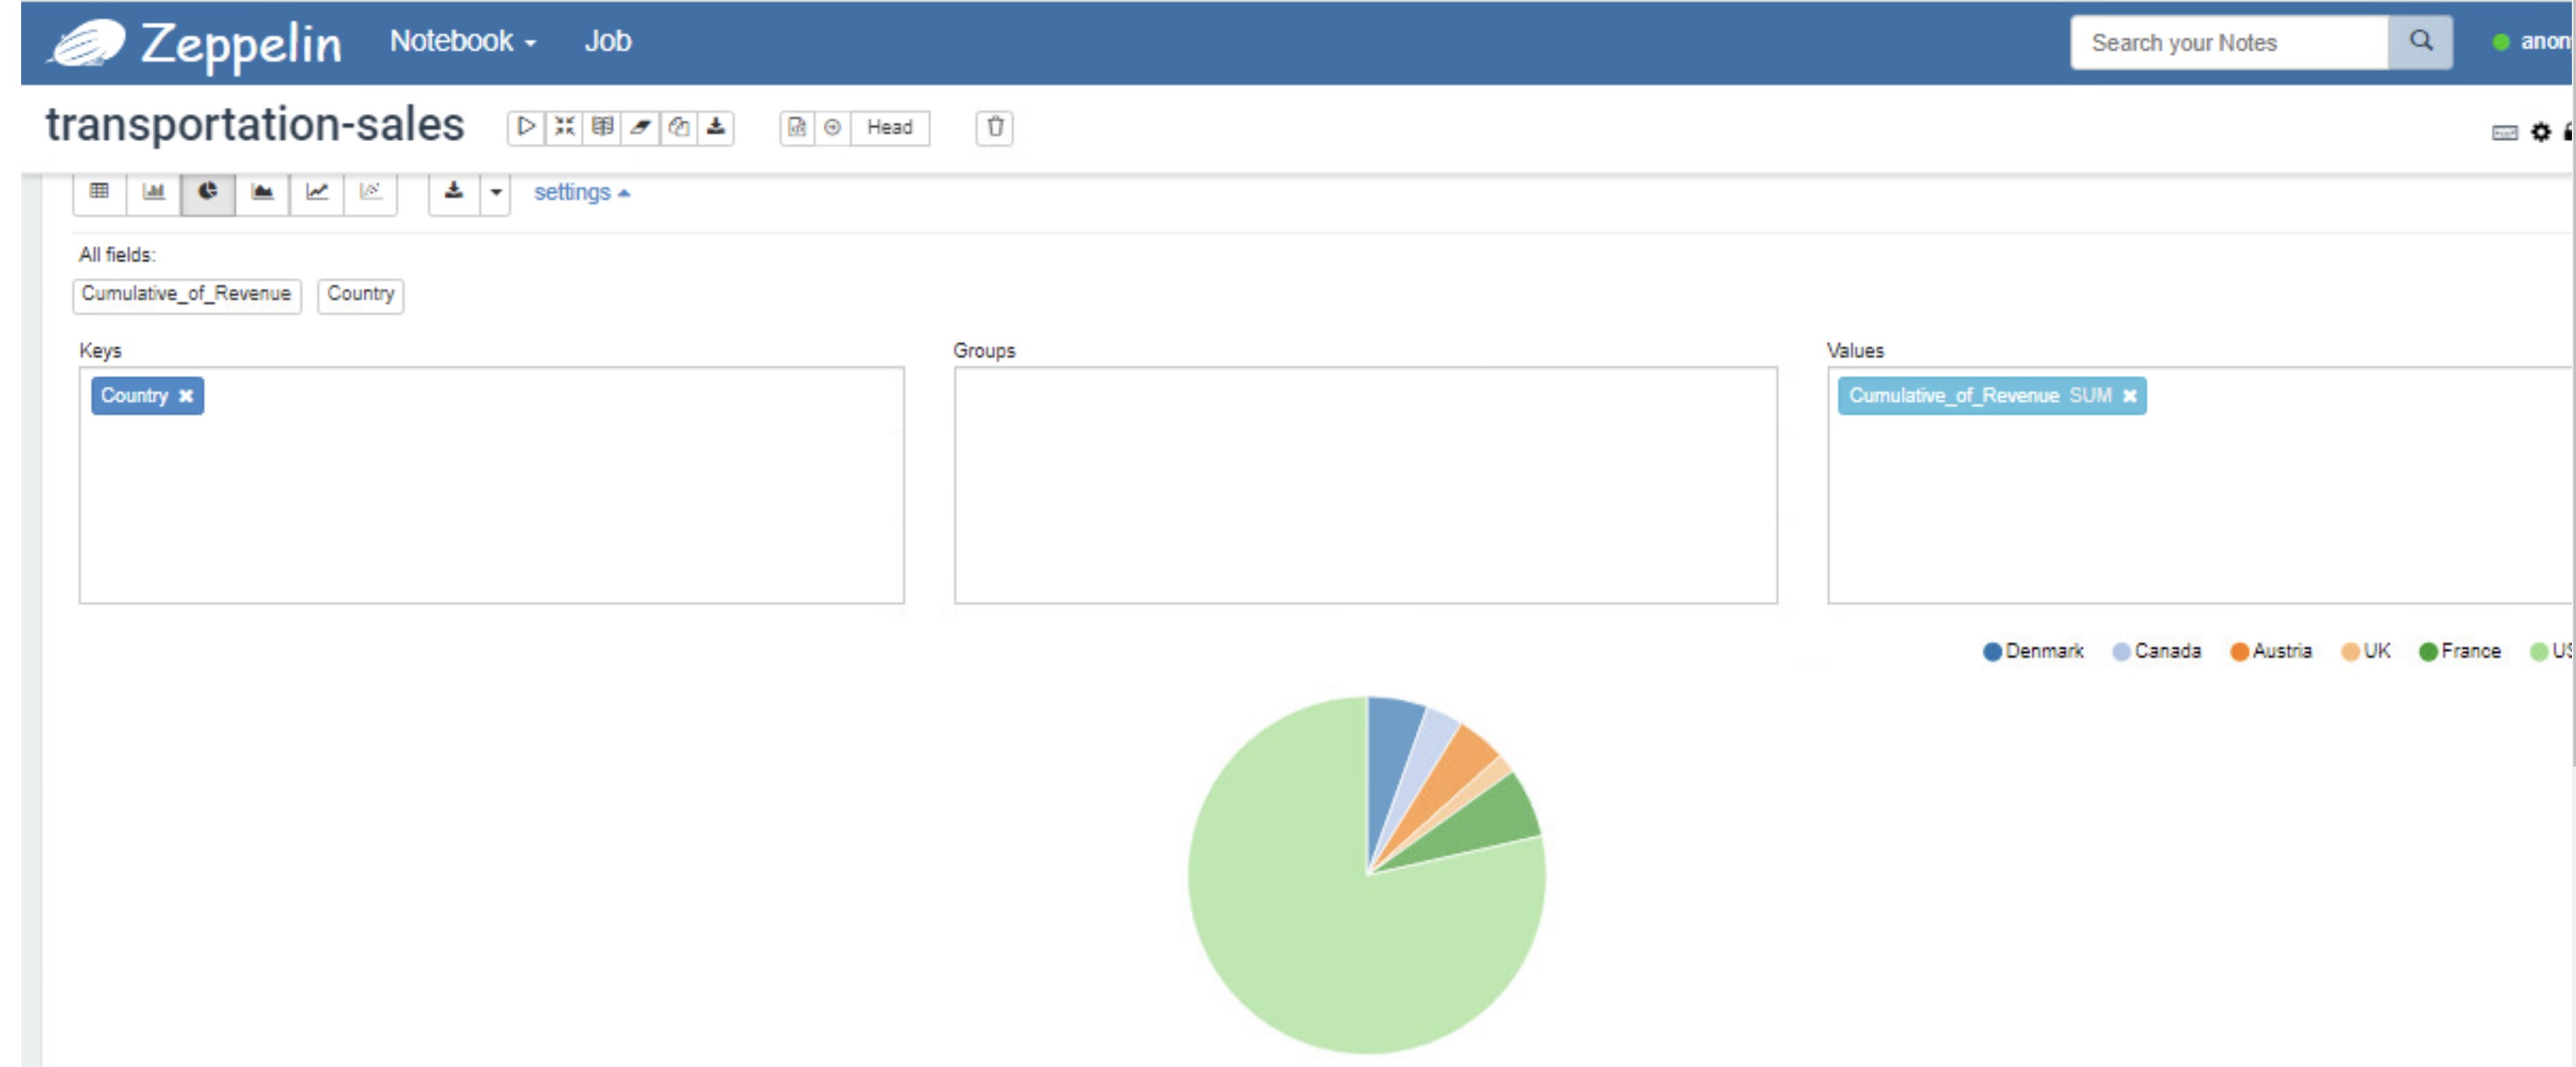 Zeppelin Notebook Job Search your Notes anon
transportation-sales Head
settings
All fields:
Cumulative_of_Revenue Country
Keys Groups Values
Country Cumulative_of_Revenue SUM
Denmark Canada Austria UK France US